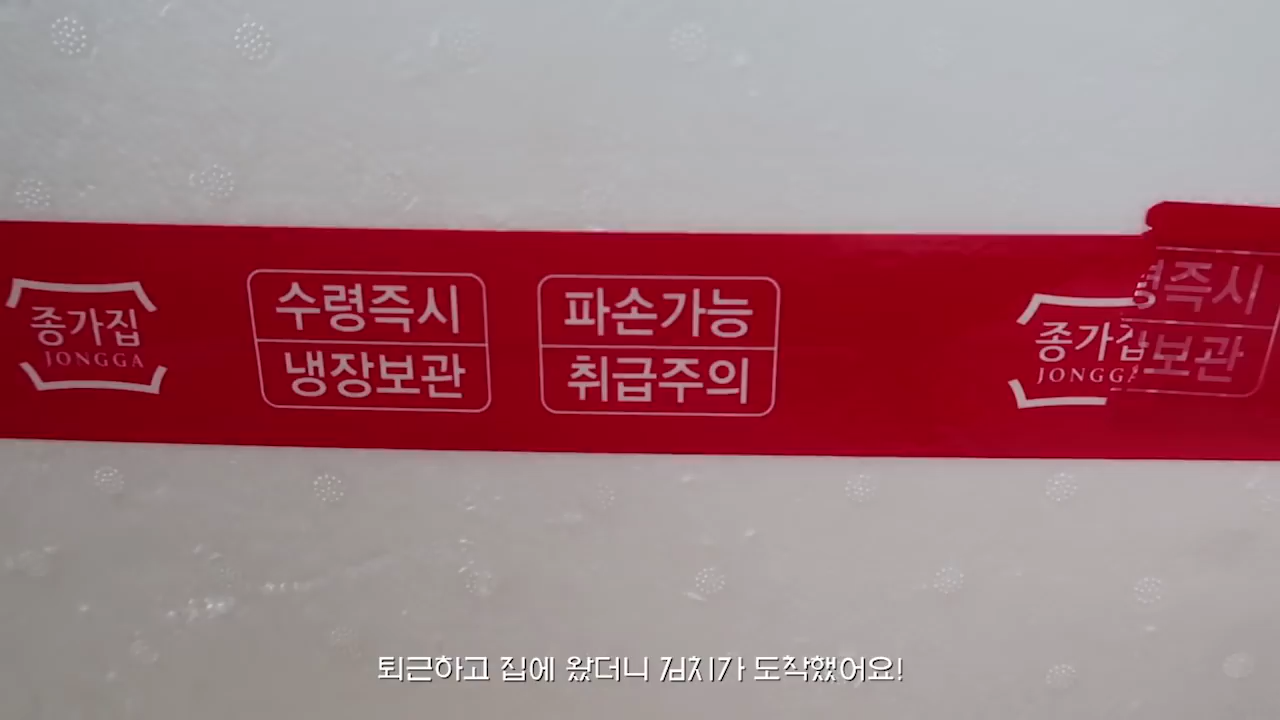 종가집
JONGGA
수령즉시
냉장보관
파손가능
취급주의
종가집
JONGGA
령즉시
장보관
퇴근하고 집에 왔더니 김치가 도착했어요!